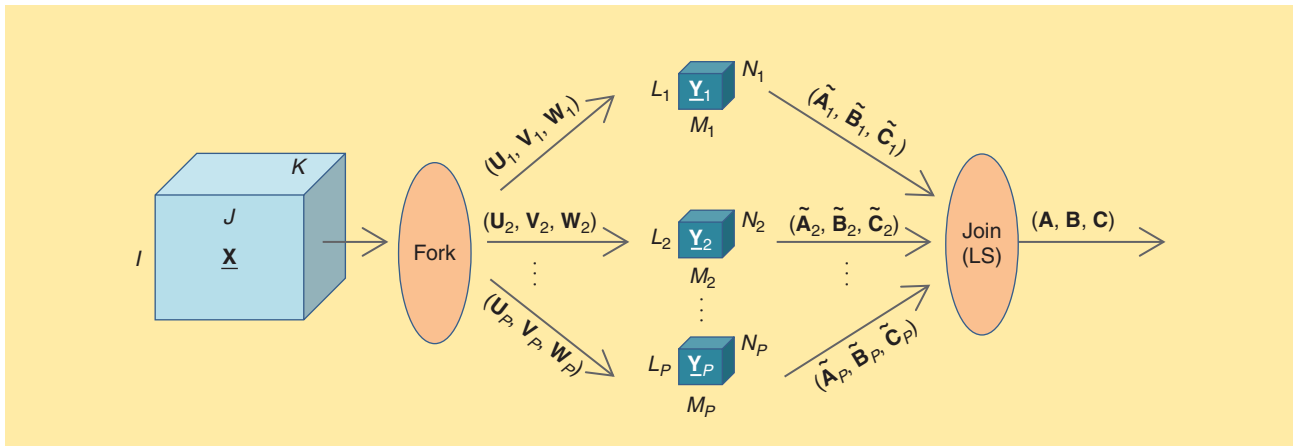 K
J
I
X
Fork
(U1, V1, W1)
L1
Y1
N1
M1
(Ã1, B̃1, C̃1)
(U2, V2, W2)
L2
Y2
N2
M2
(Ã2, B̃2, C̃2)
(UP, VP, WP)
LP
YP
NP
MP
(ÃP, B̃P, C̃P)
Join
(LS)
(A, B, C)